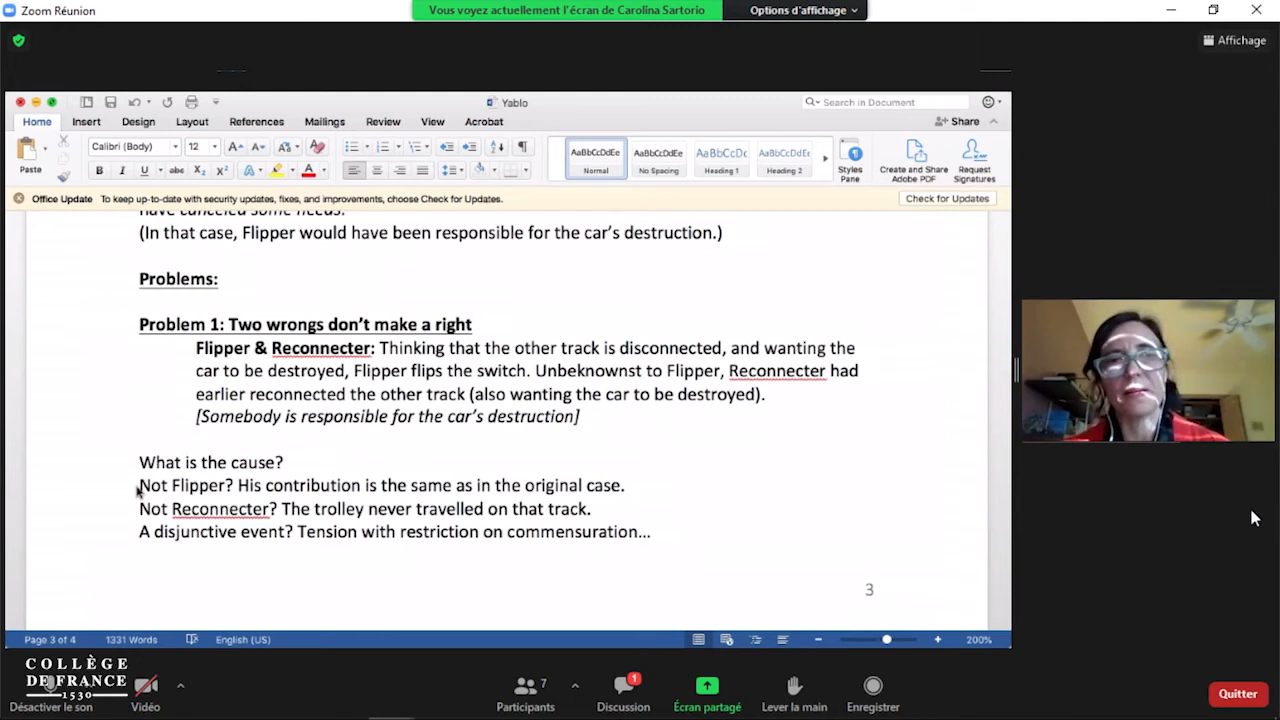 Zoom Réunion
Vous voyez actuellement l'écran de Carolina Sartorio
Options d'affichage
Affichage
Yablo
Search in Document
Home Insert Design Layout References Mailings Review View Acrobat
Share
Calibri (Body) 12
Paste
AaBbCcDdEe AaBbCcDdEe AaBbCcDc AaBbCcDdEe
Normal No Spacing Heading 1 Heading 2
Styles Pane
Create and Share Adobe PDF
Request Signatures
Office Update To keep up-to-date with security updates, fixes, and improvements, choose Check for Updates.
Check for Updates
have canceled some needs.
(In that case, Flipper would have been responsible for the car's destruction.)
Problems:
Problem 1: Two wrongs don't make a right
Flipper & Reconnecter: Thinking that the other track is disconnected, and wanting the
car to be destroyed, Flipper flips the switch. Unbeknownst to Flipper, Reconnecter had
earlier reconnected the other track (also wanting the car to be destroyed).
[Somebody is responsible for the car's destruction]
What is the cause?
Not Flipper? His contribution is the same as in the original case.
Not Reconnecter? The trolley never travelled on that track.
A disjunctive event? Tension with restriction on commensuration...
3
Page 3 of 4 1331 Words English (US) 200%
COLLÈGE
DE FRANCE
1530
Désactiver le son Vidéo Participants 7 Discussion 1 Écran partagé Lever la main Enregistrer
Quitter